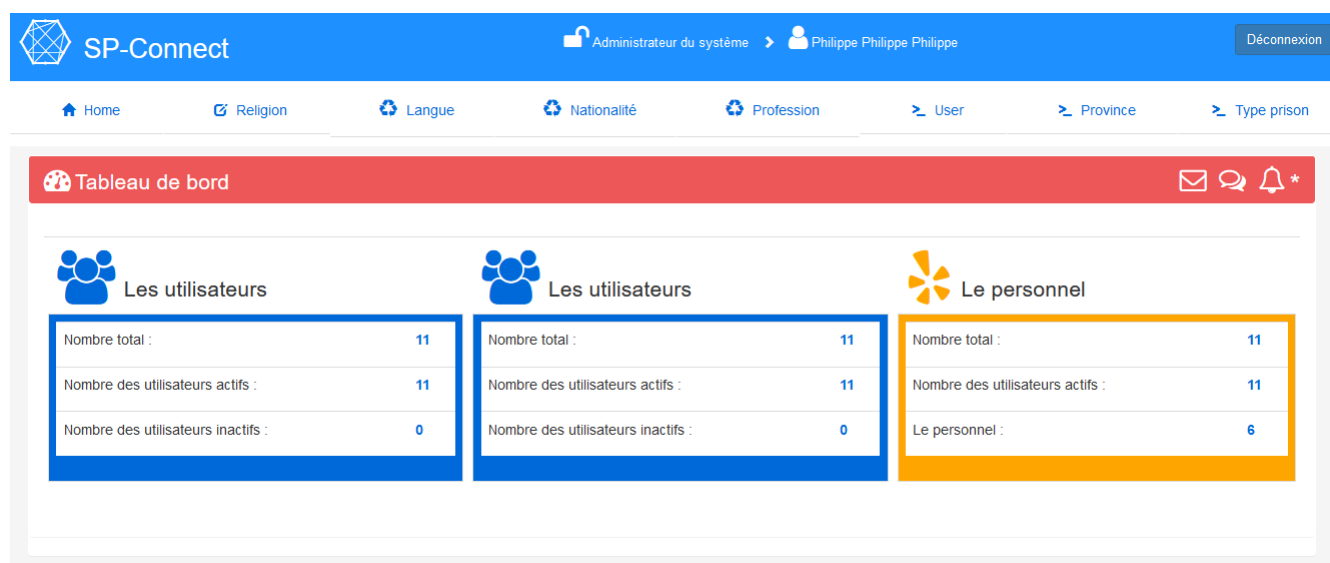 SP-Connect
Administrateur du système
Philippe Philippe Philippe
Déconnexion
Home
Religion
Langue
Nationalité
Profession
User
Province
Type prison
Tableau de bord
*
Les utilisateurs
Nombre total : 11
Nombre des utilisateurs actifs : 11
Nombre des utilisateurs inactifs : 0
Les utilisateurs
Nombre total : 11
Nombre des utilisateurs actifs : 11
Nombre des utilisateurs inactifs : 0
Le personnel
Nombre total : 11
Nombre des utilisateurs actifs : 11
Le personnel : 6